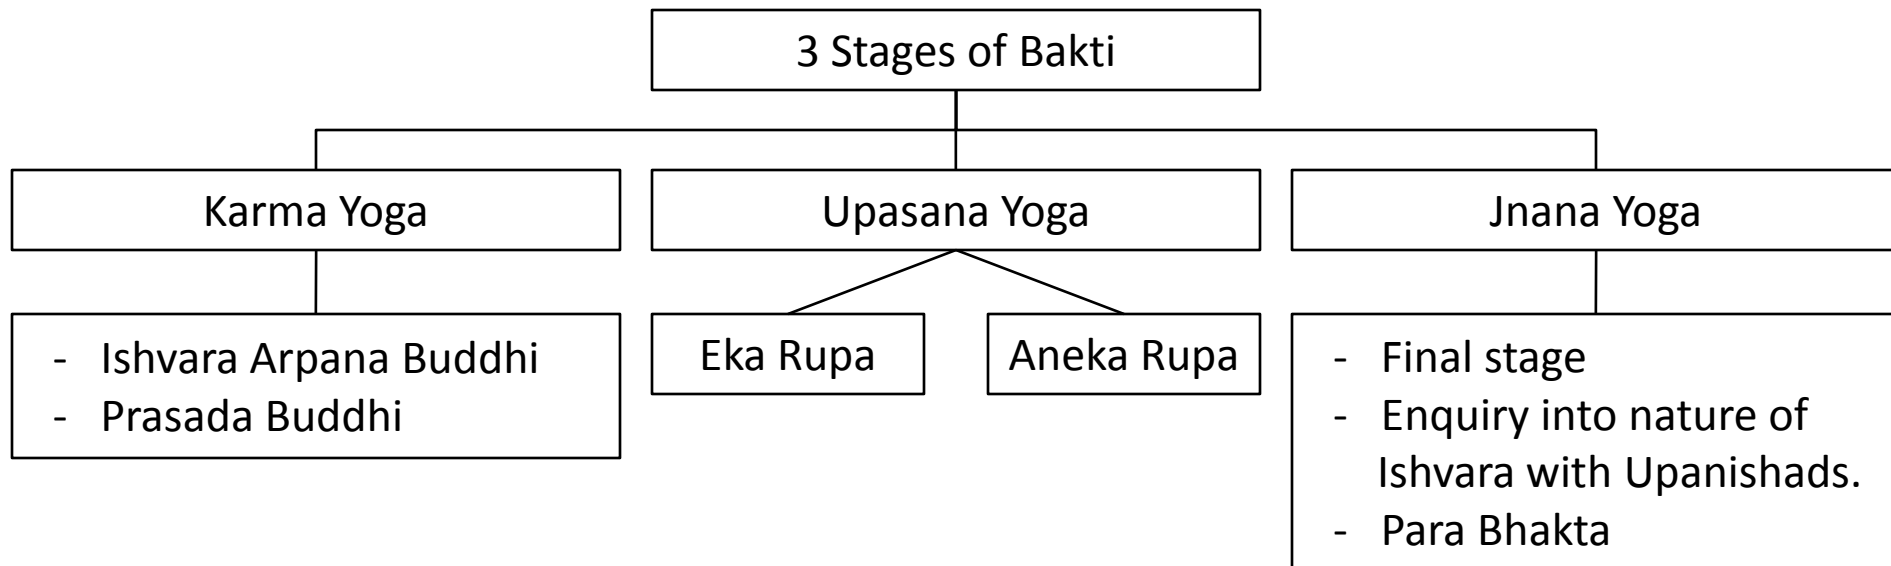 3 Stages of Bakti
Karma Yoga
Upasana Yoga
Jnana Yoga
- Ishvara Arpana Buddhi
- Prasada Buddhi
Eka Rupa
Aneka Rupa
- Final stage
- Enquiry into nature of
Ishvara with Upanishads.
- Para Bhakta